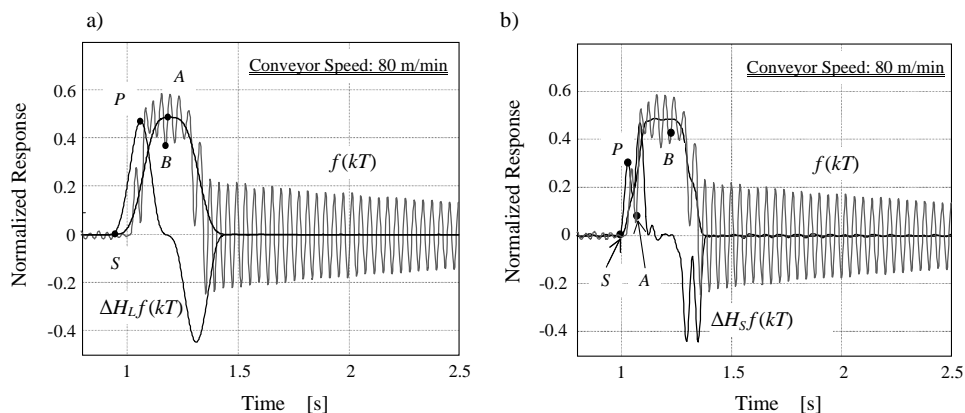 a)
Conveyor Speed: 80 m/min
0.6
0.4
0.2
0
-0.2
-0.4
Normalized Response
P
A
B
S
f(kT)
ΔH_L f(kT)
1
1.5
2
2.5
Time [s]
b)
Conveyor Speed: 80 m/min
0.6
0.4
0.2
0
-0.2
-0.4
Normalized Response
P
B
S
A
f(kT)
ΔH_S f(kT)
1
1.5
2
2.5
Time [s]